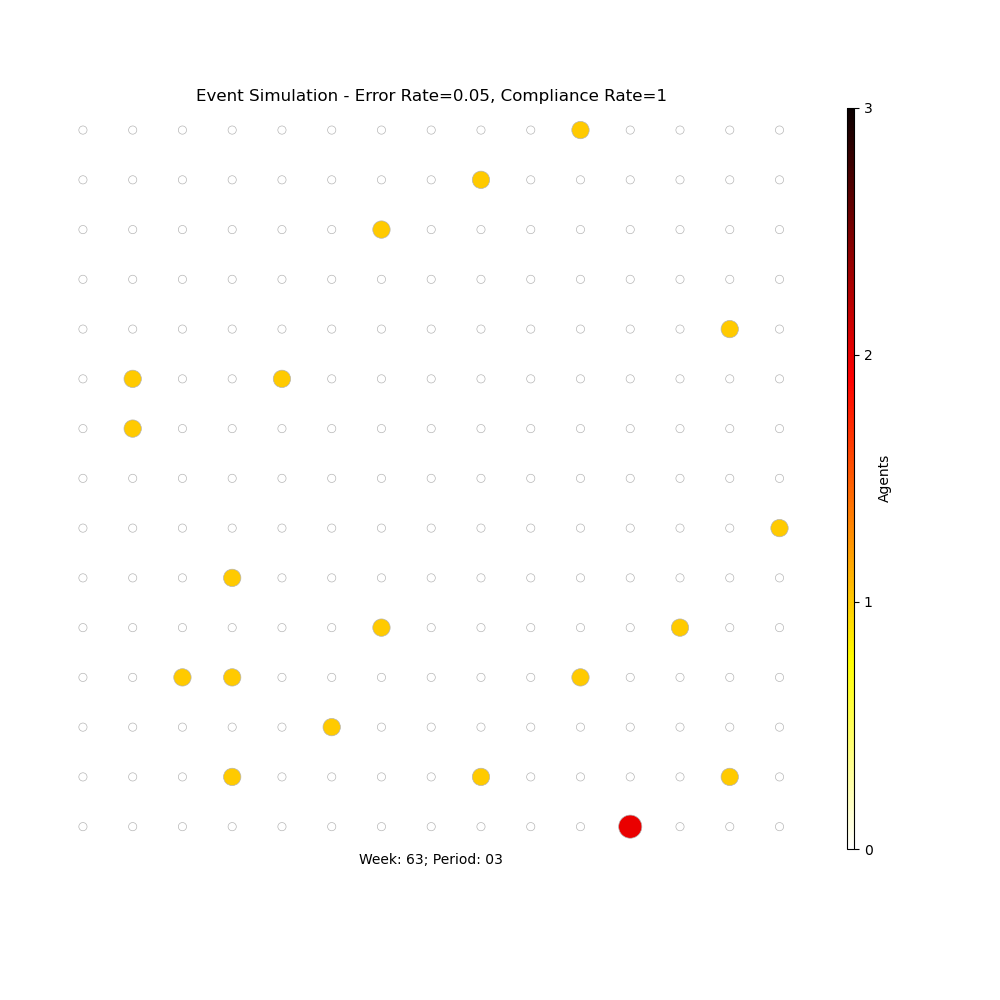 Event Simulation - Error Rate=0.05, Compliance Rate=1
3
2
Agents
1
0
Week: 63; Period: 03